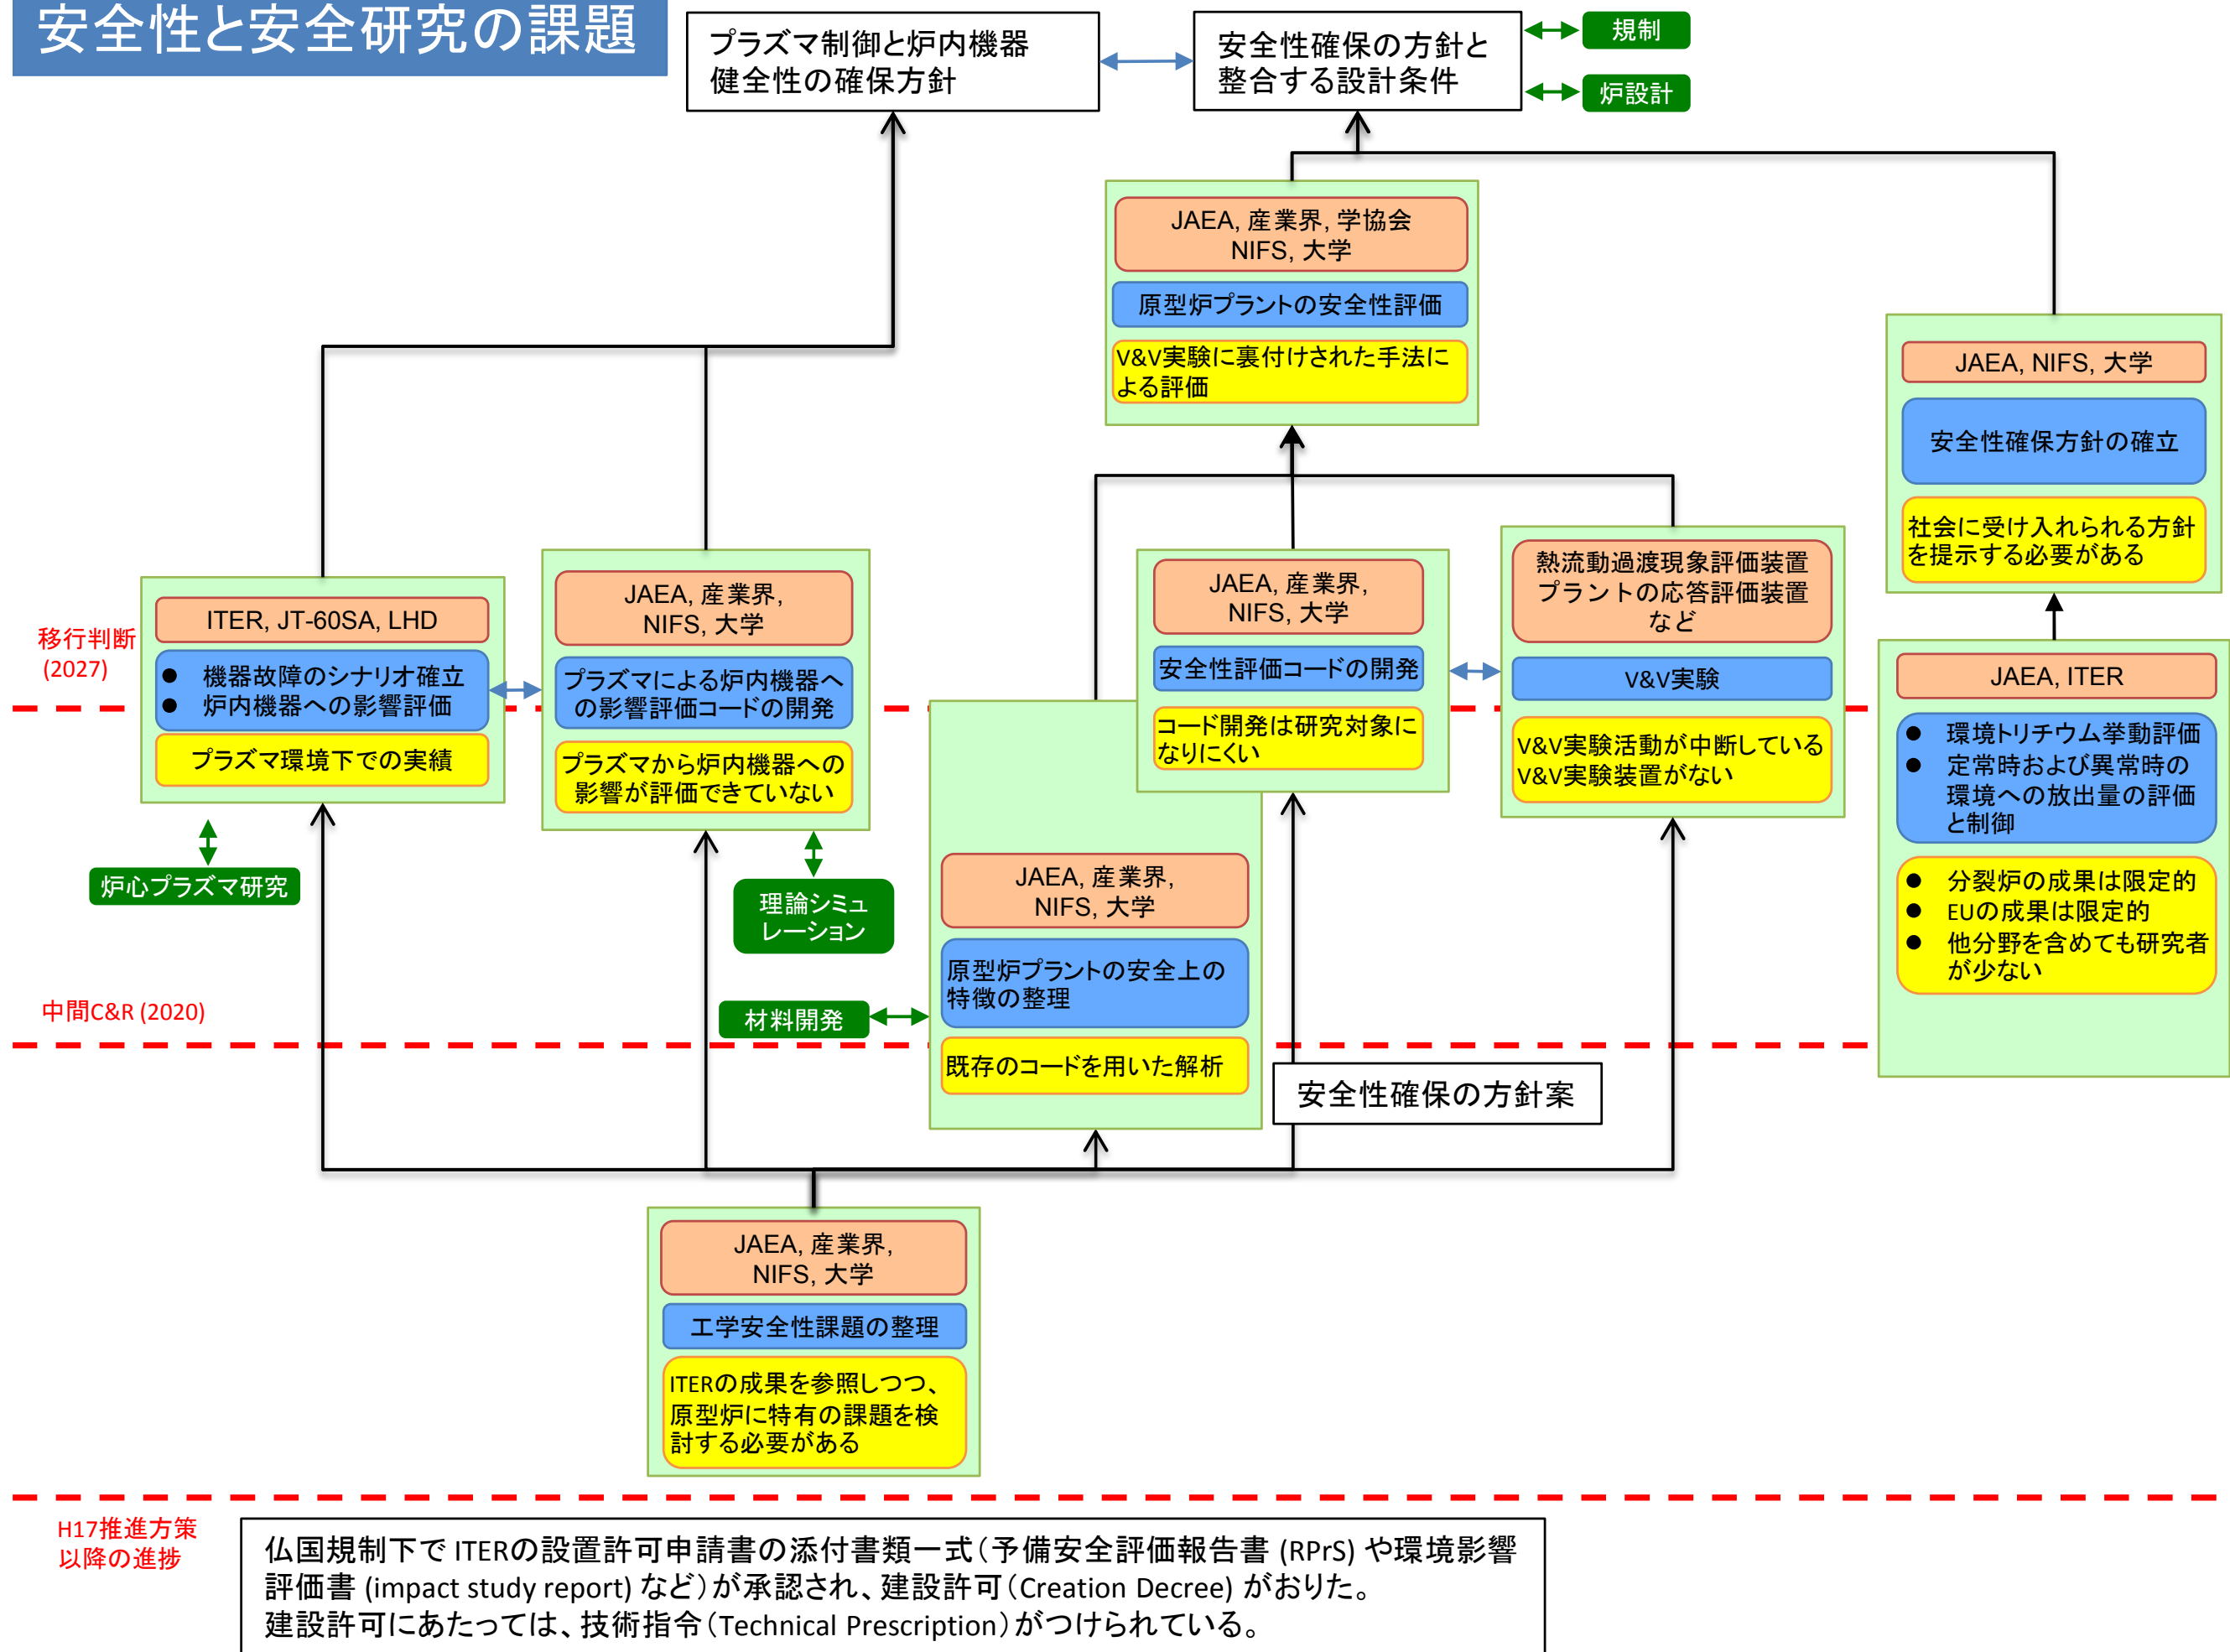 安全性と安全研究の課題
プラズマ制御と炉内機器
健全性の確保方針
安全性確保の方針と
整合する設計条件
規制
炉設計
JAEA, 産業界, 学協会
NIFS, 大学
原型炉プラントの安全性評価
V&V実験に裏付けされた手法に
よる評価
JAEA, NIFS, 大学
安全性確保方針の確立
社会に受け入れられる方針
を提示する必要がある
移行判断
(2027)
ITER, JT-60SA, LHD
● 機器故障のシナリオ確立
● 炉内機器への影響評価
プラズマ環境下での実績
JAEA, 産業界,
NIFS, 大学
プラズマによる炉内機器へ
の影響評価コードの開発
プラズマから炉内機器への
影響が評価できていない
JAEA, 産業界,
NIFS, 大学
安全性評価コードの開発
コード開発は研究対象に
なりにくい
熱流動過渡現象評価装置
プラントの応答評価装置
など
V&V実験
V&V実験活動が中断している
V&V実験装置がない
JAEA, ITER
● 環境トリチウム挙動評価
● 定常時および異常時の
環境への放出量の評価
と制御
● 分裂炉の成果は限定的
● EUの成果は限定的
● 他分野を含めても研究者
が少ない
炉心プラズマ研究
理論シミュ
レーション
JAEA, 産業界,
NIFS, 大学
原型炉プラントの安全上の
特徴の整理
既存のコードを用いた解析
材料開発
中間C&R (2020)
安全性確保の方針案
JAEA, 産業界,
NIFS, 大学
工学安全性課題の整理
ITERの成果を参照しつつ、
原型炉に特有の課題を検
討する必要がある
H17推進方策
以降の進捗
仏国規制下で ITERの設置許可申請書の添付書類一式（予備安全評価報告書 (RPrS) や環境影響
評価書 (impact study report) など）が承認され、建設許可（Creation Decree) がおりた。
建設許可にあたっては、技術指令（Technical Prescription）がつけられている。